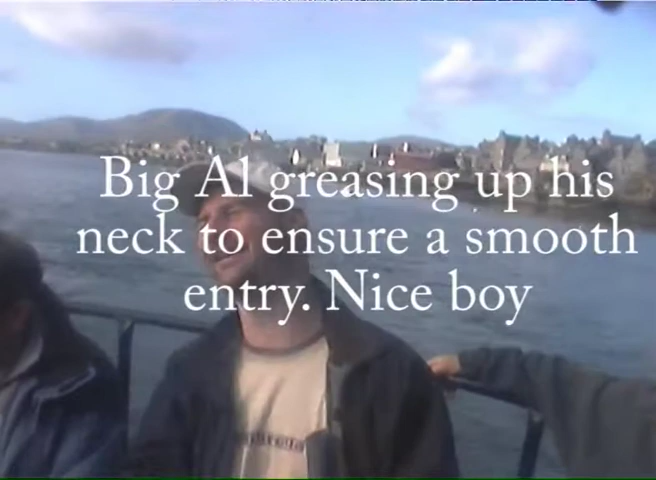 Big Al greasing up his
neck to ensure a smooth
entry. Nice boy